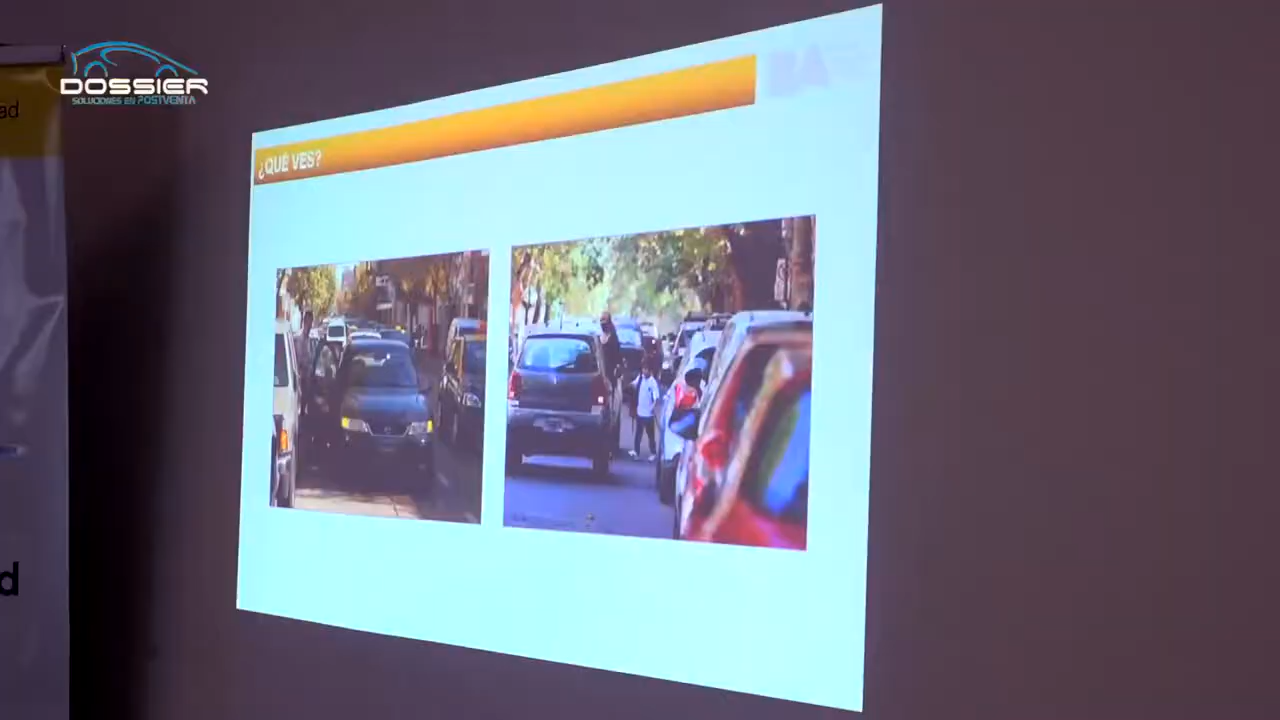 DOSSIER
SOLUCIONES EN POSTVENTA
ad
¿QUÉ VES?
d